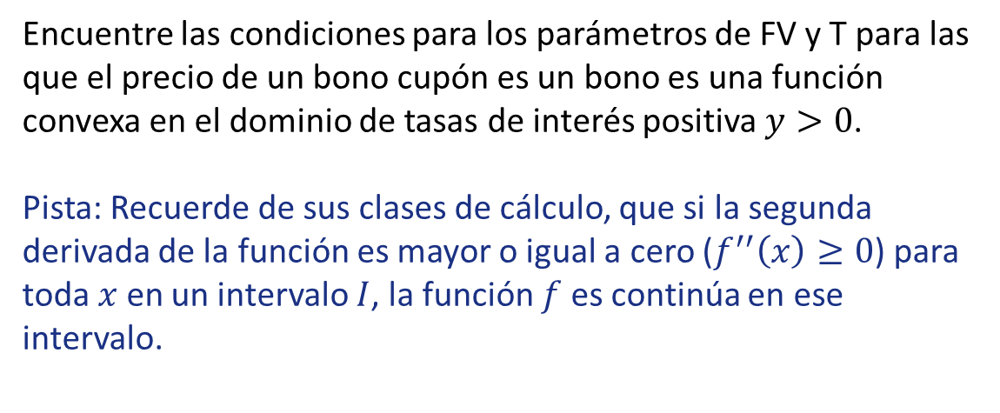 Encuentre las condiciones para los parámetros de FV y T para las
que el precio de un bono cupón es un bono es una función
convexa en el dominio de tasas de interés positiva y > 0.
Pista: Recuerde de sus clases de cálculo, que si la segunda
derivada de la función es mayor o igual a cero (f′′(x) ≥ 0) para
toda x en un intervalo I, la función f es continúa en ese
intervalo.